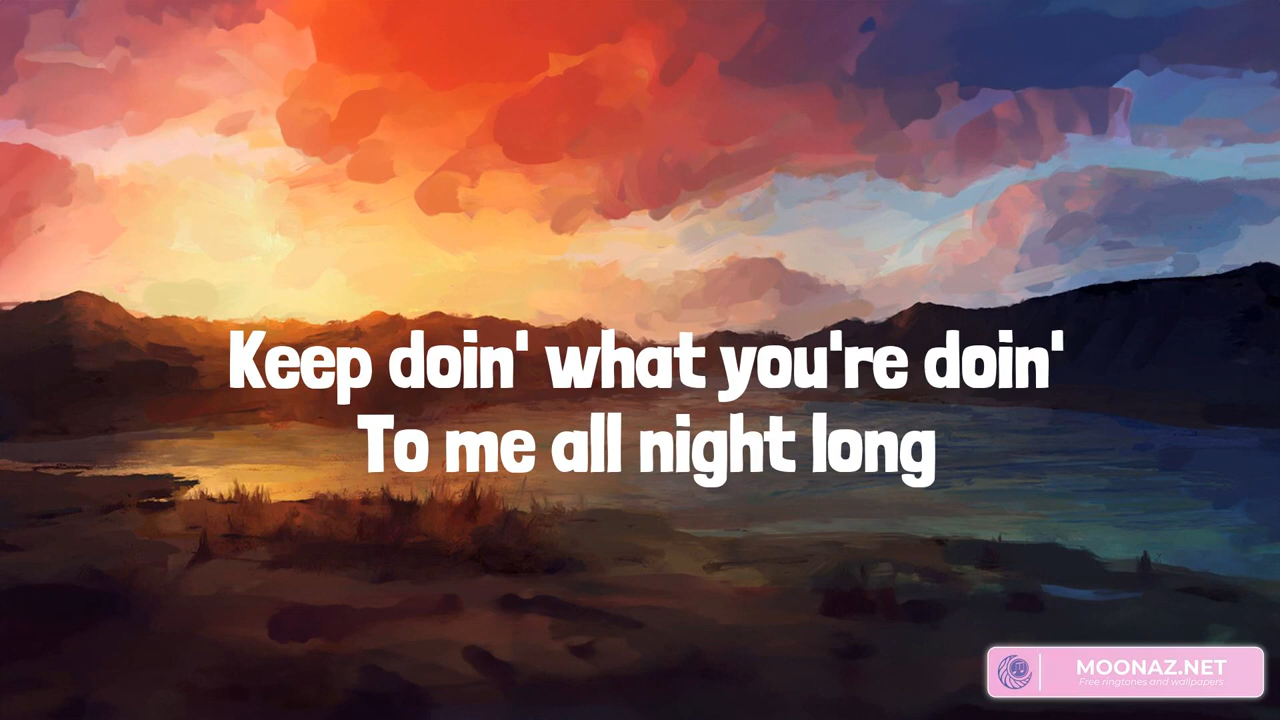 Keep doin' what you're doin'
To me all night long
MOONAZ.NET
Free ringtones and wallpapers